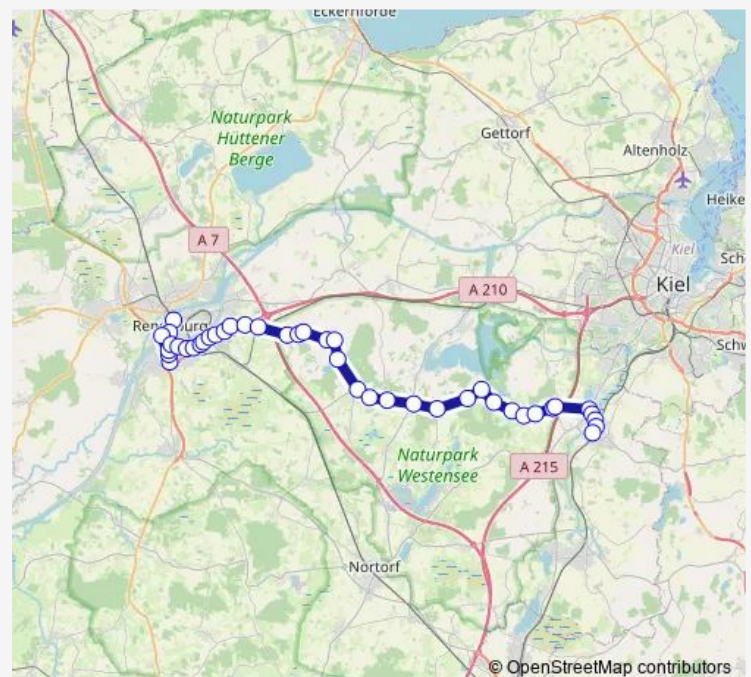 Eckernförde
Naturpark
Hüttener
Berge
Gettorf
Altenholz
Heike
A 7
Kiel
Sch
A 210
Kiel
Schw
Naturpark
Westensee
A 215
Nortorf
© OpenStreetMap contributors